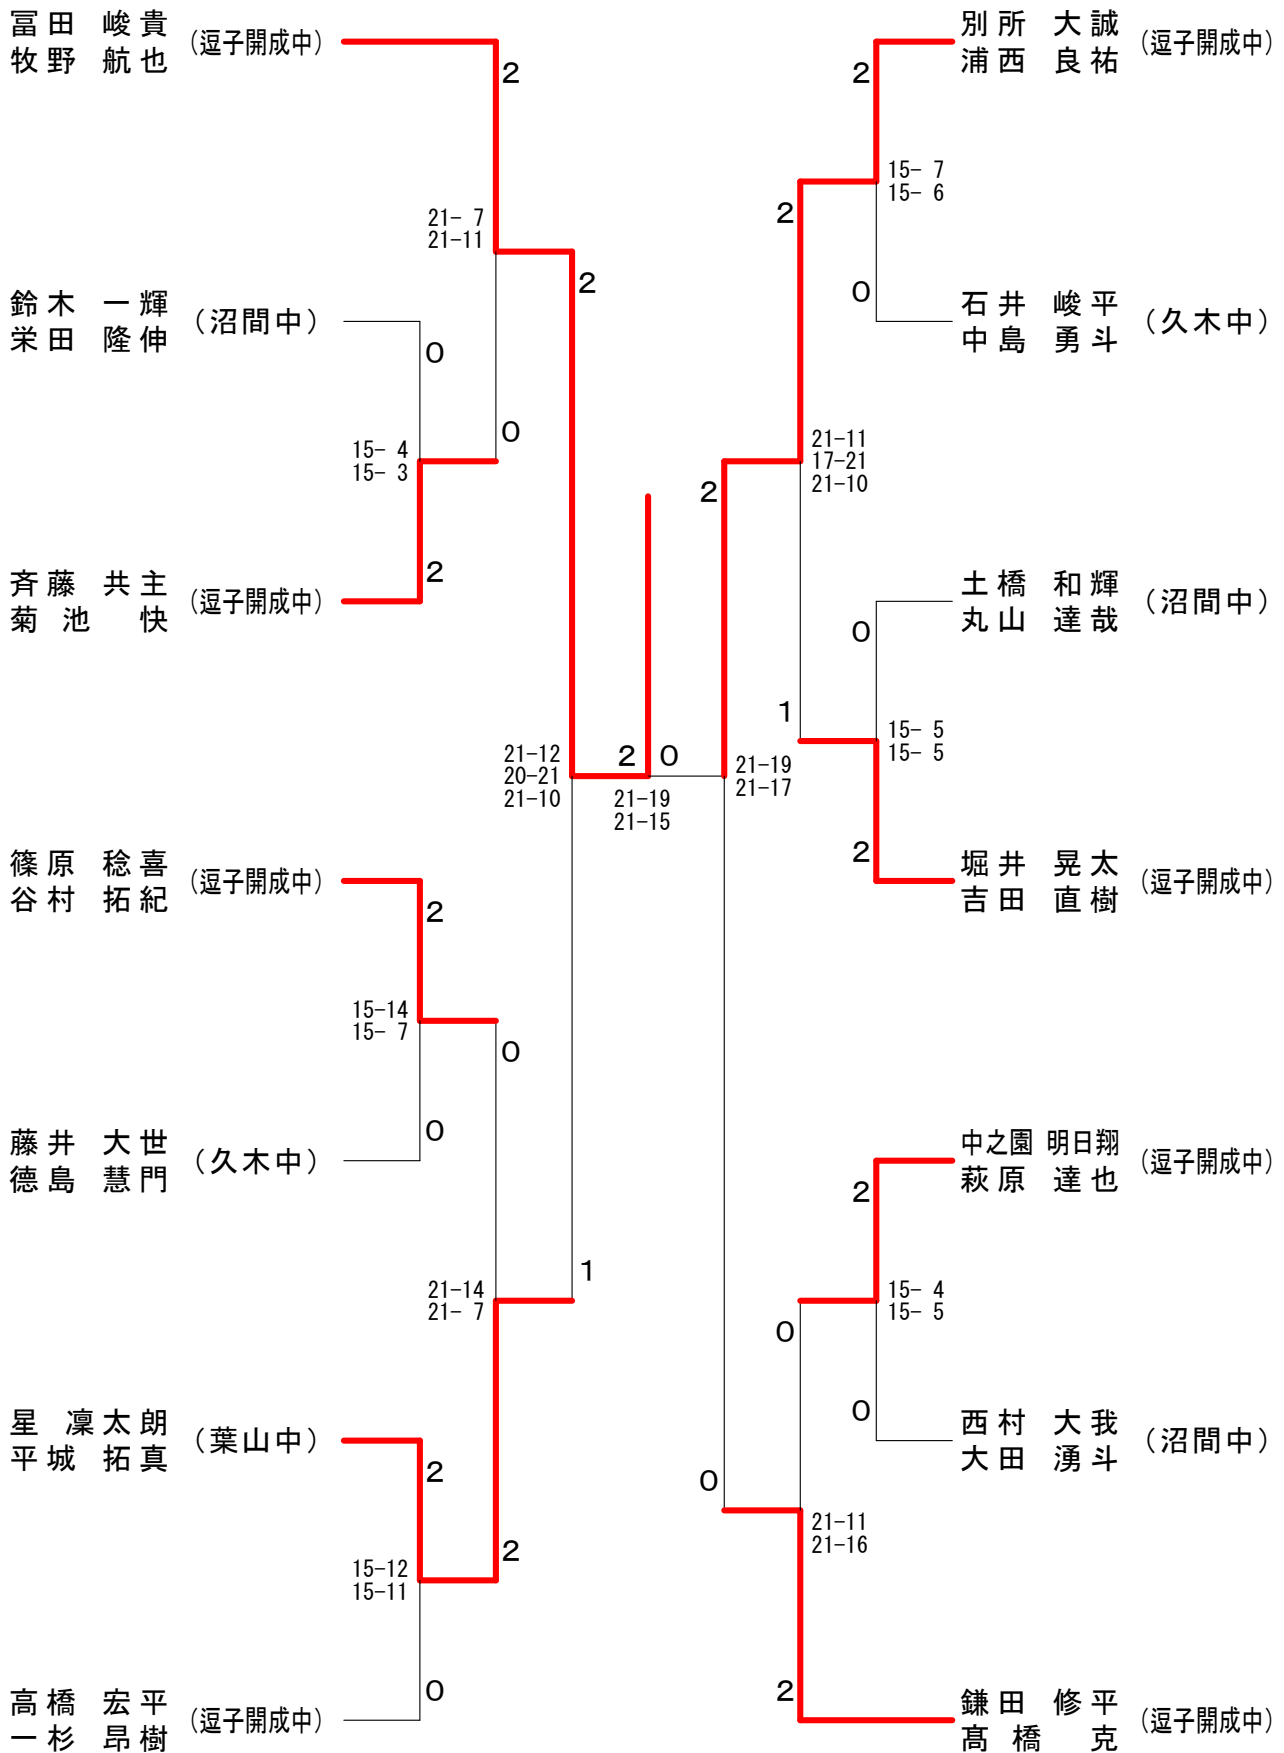 冨田 峻貴
牧野 航也
(逗子開成中)
2
21- 7
21-11
2
鈴木 一輝
栄田 隆伸
(沼間中)
0
0
15- 4
15- 3
斉藤 共主
菊池 快
(逗子開成中)
2
21-12
20-21
21-10
2
0
21-19
21-15
篠原 稔喜
谷村 拓紀
(逗子開成中)
2
15-14
15- 7
0
藤井 大世
徳島 慧門
(久木中)
0
1
21-14
21- 7
星 凜太朗
平城 拓真
(葉山中)
2
2
15-12
15-11
高橋 宏平
一杉 昂樹
(逗子開成中)
0
別所 大誠
浦西 良祐
(逗子開成中)
2
15- 7
15- 6
2
0
石井 峻平
中島 勇斗
(久木中)
21-11
17-21
21-10
2
土橋 和輝
丸山 達哉
(沼間中)
0
1
15- 5
15- 5
21-19
21-17
2
堀井 晃太
吉田 直樹
(逗子開成中)
中之園 明日翔
萩原 達也
(逗子開成中)
2
15- 4
15- 5
0
0
西村 大我
大田 湧斗
(沼間中)
0
21-11
21-16
2
鎌田 修平
髙橋 克
(逗子開成中)